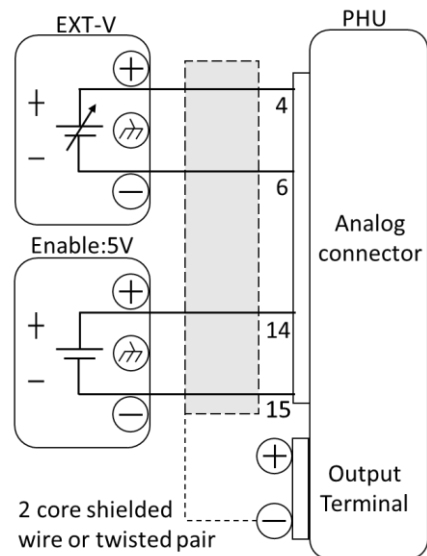 PHU
EXT-V
+
+
4
−
−
6
Analog
connector
Enable:5V
+
+
14
−
−
15
+
Output
Terminal
−
2 core shielded
wire or twisted pair